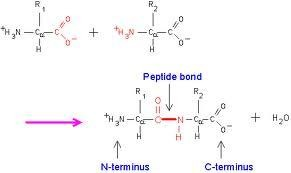 R1 O R2 O
+H3N — Cα — C + +H3N — Cα — C
H O− H O−
Peptide bond
R1 O R2 O
+H3N — Cα — C — N — Cα — C + H2O
H H H O−
N-terminus C-terminus